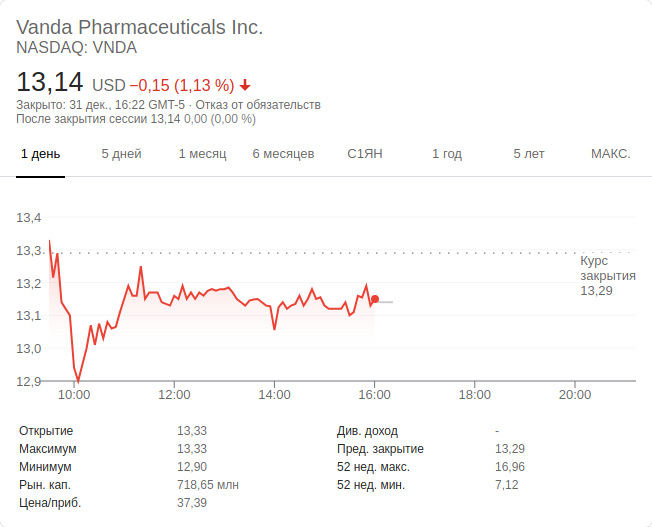 Vanda Pharmaceuticals Inc.
NASDAQ: VNDA
13,14 USD −0,15 (1,13 %)
Закрыто: 31 дек., 16:22 GMT-5 · Отказ от обязательств
После закрытия сессии 13,14 0,00 (0,00 %)
1 день 5 дней 1 месяц 6 месяцев С1ЯН 1 год 5 лет МАКС.
13,4
13,3
Курс
закрытия
13,29
13,2
13,1
13,0
12,9
10:00 12:00 14:00 16:00 18:00 20:00
Открытие 13,33 Див. доход -
Максимум 13,33 Пред. закрытие 13,29
Минимум 12,90 52 нед. макс. 16,96
Рын. кап. 718,65 млн 52 нед. мин. 7,12
Цена/приб. 37,39